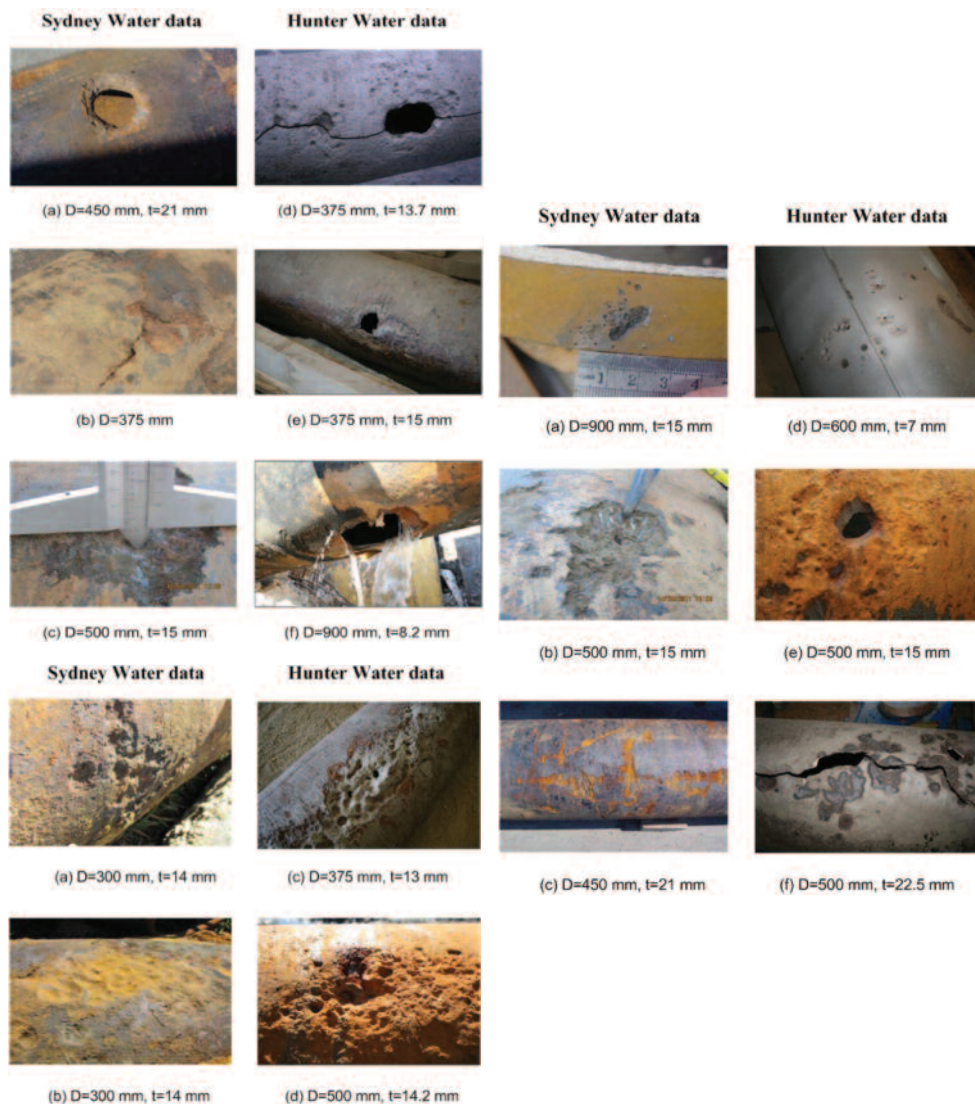 Sydney Water data
Hunter Water data
(a) D=450 mm, t=21 mm
(d) D=375 mm, t=13.7 mm
(b) D=375 mm
(e) D=375 mm, t=15 mm
(c) D=500 mm, t=15 mm
(f) D=900 mm, t=8.2 mm
Sydney Water data
Hunter Water data
(a) D=300 mm, t=14 mm
(c) D=375 mm, t=13 mm
(b) D=300 mm, t=14 mm
(d) D=500 mm, t=14.2 mm
Sydney Water data
Hunter Water data
1 2 3 4
(a) D=900 mm, t=15 mm
(d) D=600 mm, t=7 mm
(b) D=500 mm, t=15 mm
(e) D=500 mm, t=15 mm
(c) D=450 mm, t=21 mm
(f) D=500 mm, t=22.5 mm